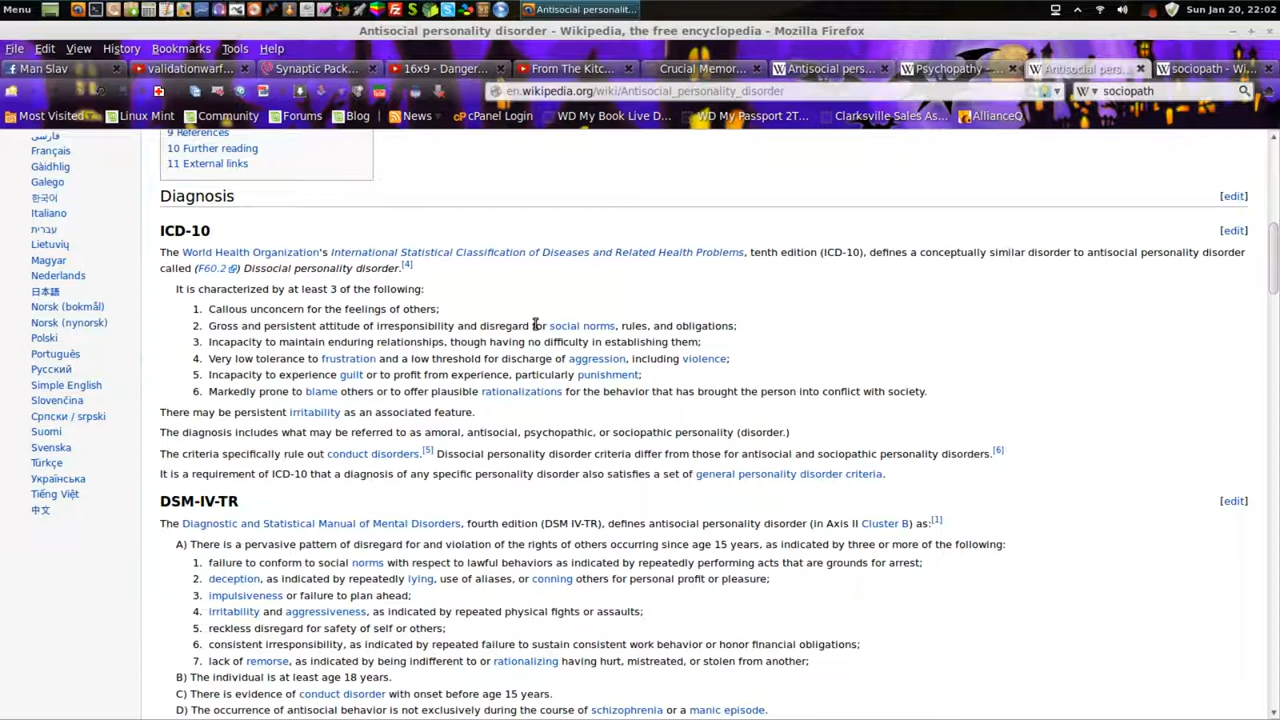 Menu
Antisocial personalit...
Sun Jan 20, 22:02
Antisocial personality disorder - Wikipedia, the free encyclopedia - Mozilla Firefox
File Edit View History Bookmarks Tools Help
Man Slav validationwarf... Synaptic Pack... 16x9 - Danger... From The Kitc... Crucial Memor... Antisocial pers... Psychopathy - ... Antisocial pers... sociopath - Wi...
en.wikipedia.org/wiki/Antisocial_personality_disorder
sociopath
Most Visited Linux Mint Community Forums Blog News cPanel Login WD My Book Live D... WD My Passport 2T... Clarksville Sales As... AllianceQ
فارسی
Français
Gàidhlig
Galego
한국어
Italiano
עברית
Lietuvių
Magyar
Nederlands
日本語
Norsk (bokmål)
Norsk (nynorsk)
Polski
Português
Русский
Simple English
Slovenčina
Српски / srpski
Suomi
Svenska
Türkçe
Українська
Tiếng Việt
中文
9 References
10 Further reading
11 External links
Diagnosis [edit]
ICD-10 [edit]
The World Health Organization's International Statistical Classification of Diseases and Related Health Problems, tenth edition (ICD-10), defines a conceptually similar disorder to antisocial personality disorder
called (F60.2) Dissocial personality disorder.[4]
It is characterized by at least 3 of the following:
1. Callous unconcern for the feelings of others;
2. Gross and persistent attitude of irresponsibility and disregard for social norms, rules, and obligations;
3. Incapacity to maintain enduring relationships, though having no difficulty in establishing them;
4. Very low tolerance to frustration and a low threshold for discharge of aggression, including violence;
5. Incapacity to experience guilt or to profit from experience, particularly punishment;
6. Markedly prone to blame others or to offer plausible rationalizations for the behavior that has brought the person into conflict with society.
There may be persistent irritability as an associated feature.
The diagnosis includes what may be referred to as amoral, antisocial, psychopathic, or sociopathic personality (disorder.)
The criteria specifically rule out conduct disorders.[5] Dissocial personality disorder criteria differ from those for antisocial and sociopathic personality disorders.[6]
It is a requirement of ICD-10 that a diagnosis of any specific personality disorder also satisfies a set of general personality disorder criteria.
DSM-IV-TR [edit]
The Diagnostic and Statistical Manual of Mental Disorders, fourth edition (DSM IV-TR), defines antisocial personality disorder (in Axis II Cluster B) as:[1]
A) There is a pervasive pattern of disregard for and violation of the rights of others occurring since age 15 years, as indicated by three or more of the following:
1. failure to conform to social norms with respect to lawful behaviors as indicated by repeatedly performing acts that are grounds for arrest;
2. deception, as indicated by repeatedly lying, use of aliases, or conning others for personal profit or pleasure;
3. impulsiveness or failure to plan ahead;
4. irritability and aggressiveness, as indicated by repeated physical fights or assaults;
5. reckless disregard for safety of self or others;
6. consistent irresponsibility, as indicated by repeated failure to sustain consistent work behavior or honor financial obligations;
7. lack of remorse, as indicated by being indifferent to or rationalizing having hurt, mistreated, or stolen from another;
B) The individual is at least age 18 years.
C) There is evidence of conduct disorder with onset before age 15 years.
D) The occurrence of antisocial behavior is not exclusively during the course of schizophrenia or a manic episode.